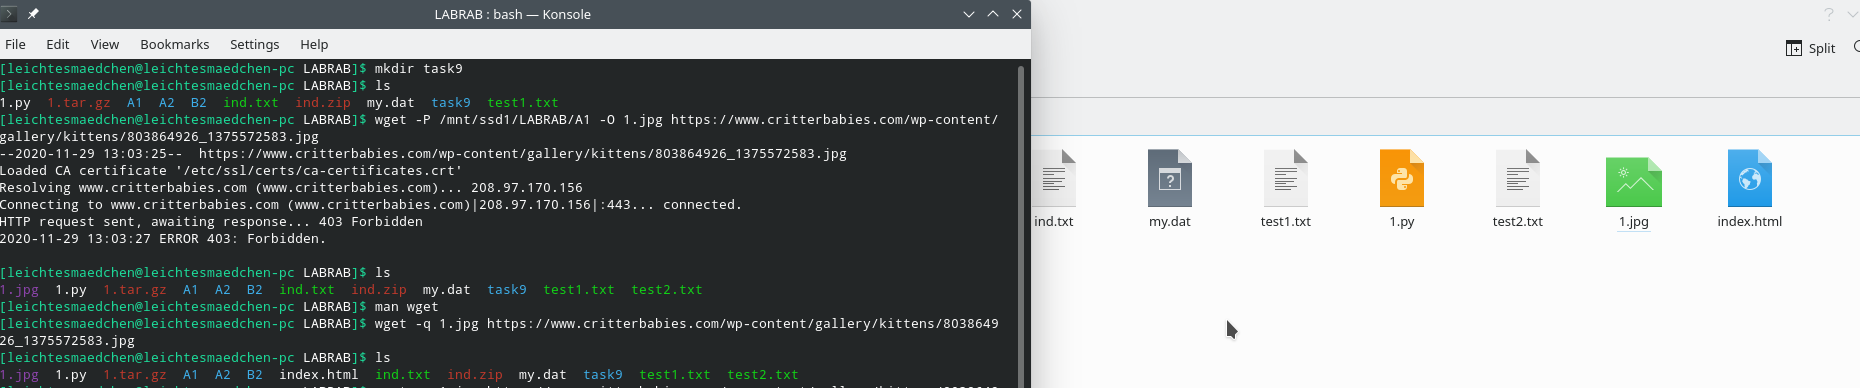 LABRAB : bash — Konsole
File Edit View Bookmarks Settings Help
[leichtesmaedchen@leichtesmaedchen-pc LABRAB]$ mkdir task9
[leichtesmaedchen@leichtesmaedchen-pc LABRAB]$ ls
1.py 1.tar.gz A1 A2 B2 ind.txt ind.zip my.dat task9 test1.txt
[leichtesmaedchen@leichtesmaedchen-pc LABRAB]$ wget -P /mnt/ssd1/LABRAB/A1 -O 1.jpg https://www.critterbabies.com/wp-content/
gallery/kittens/803864926_1375572583.jpg
--2020-11-29 13:03:25-- https://www.critterbabies.com/wp-content/gallery/kittens/803864926_1375572583.jpg
Loaded CA certificate '/etc/ssl/certs/ca-certificates.crt'
Resolving www.critterbabies.com (www.critterbabies.com)... 208.97.170.156
Connecting to www.critterbabies.com (www.critterbabies.com)|208.97.170.156|:443... connected.
HTTP request sent, awaiting response... 403 Forbidden
2020-11-29 13:03:27 ERROR 403: Forbidden.
[leichtesmaedchen@leichtesmaedchen-pc LABRAB]$ ls
1.jpg 1.py 1.tar.gz A1 A2 B2 ind.txt ind.zip my.dat task9 test1.txt test2.txt
[leichtesmaedchen@leichtesmaedchen-pc LABRAB]$ man wget
[leichtesmaedchen@leichtesmaedchen-pc LABRAB]$ wget -q 1.jpg https://www.critterbabies.com/wp-content/gallery/kittens/8038649
26_1375572583.jpg
[leichtesmaedchen@leichtesmaedchen-pc LABRAB]$ ls
1.jpg 1.py 1.tar.gz A1 A2 B2 index.html ind.txt ind.zip my.dat task9 test1.txt test2.txt
Split
ind.txt my.dat test1.txt 1.py test2.txt 1.jpg index.html